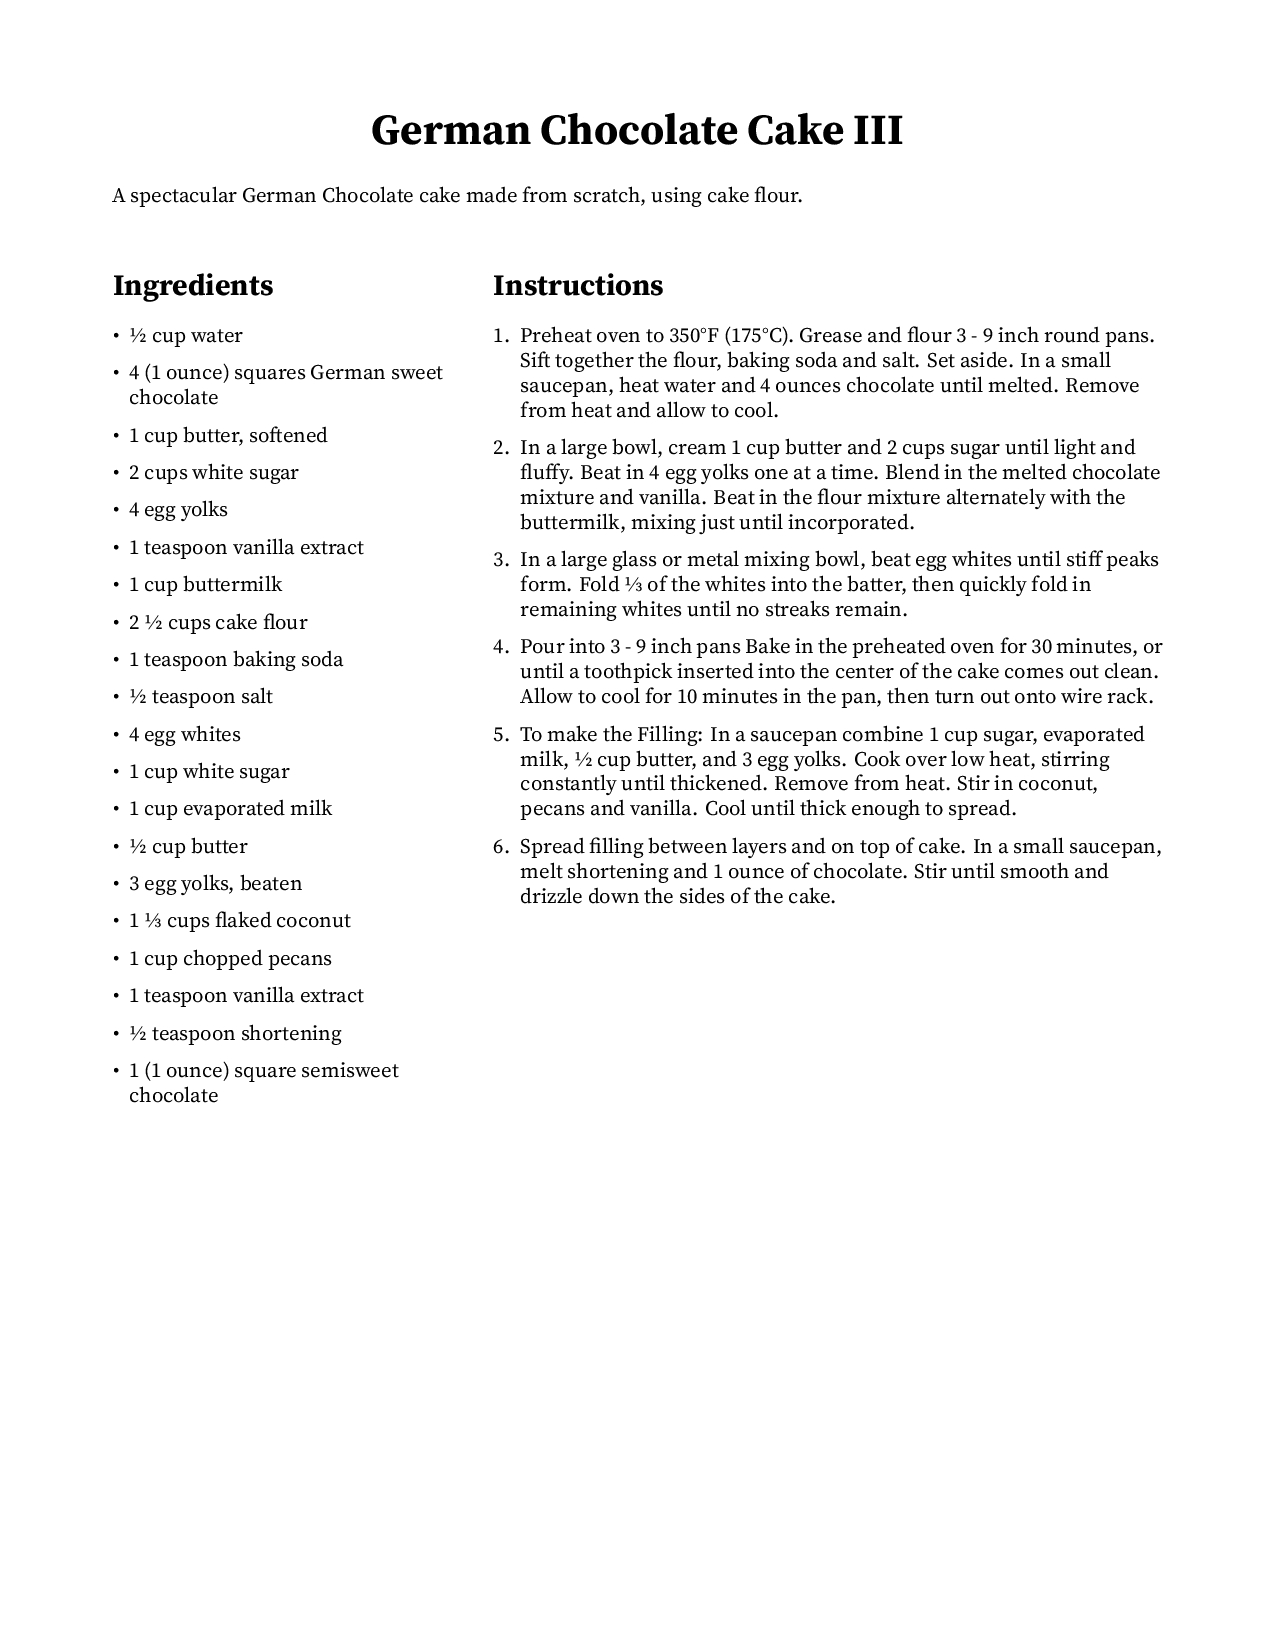 German Chocolate Cake III
A spectacular German Chocolate cake made from scratch, using cake flour.
Ingredients
• ½ cup water
• 4 (1 ounce) squares German sweet
chocolate
• 1 cup butter, softened
• 2 cups white sugar
• 4 egg yolks
• 1 teaspoon vanilla extract
• 1 cup buttermilk
• 2 ½ cups cake flour
• 1 teaspoon baking soda
• ½ teaspoon salt
• 4 egg whites
• 1 cup white sugar
• 1 cup evaporated milk
• ½ cup butter
• 3 egg yolks, beaten
• 1 ⅓ cups flaked coconut
• 1 cup chopped pecans
• 1 teaspoon vanilla extract
• ½ teaspoon shortening
• 1 (1 ounce) square semisweet
chocolate
Instructions
1. Preheat oven to 350°F (175°C). Grease and flour 3 - 9 inch round pans.
Sift together the flour, baking soda and salt. Set aside. In a small
saucepan, heat water and 4 ounces chocolate until melted. Remove
from heat and allow to cool.
2. In a large bowl, cream 1 cup butter and 2 cups sugar until light and
fluffy. Beat in 4 egg yolks one at a time. Blend in the melted chocolate
mixture and vanilla. Beat in the flour mixture alternately with the
buttermilk, mixing just until incorporated.
3. In a large glass or metal mixing bowl, beat egg whites until stiff peaks
form. Fold ⅓ of the whites into the batter, then quickly fold in
remaining whites until no streaks remain.
4. Pour into 3 - 9 inch pans Bake in the preheated oven for 30 minutes, or
until a toothpick inserted into the center of the cake comes out clean.
Allow to cool for 10 minutes in the pan, then turn out onto wire rack.
5. To make the Filling: In a saucepan combine 1 cup sugar, evaporated
milk, ½ cup butter, and 3 egg yolks. Cook over low heat, stirring
constantly until thickened. Remove from heat. Stir in coconut,
pecans and vanilla. Cool until thick enough to spread.
6. Spread filling between layers and on top of cake. In a small saucepan,
melt shortening and 1 ounce of chocolate. Stir until smooth and
drizzle down the sides of the cake.